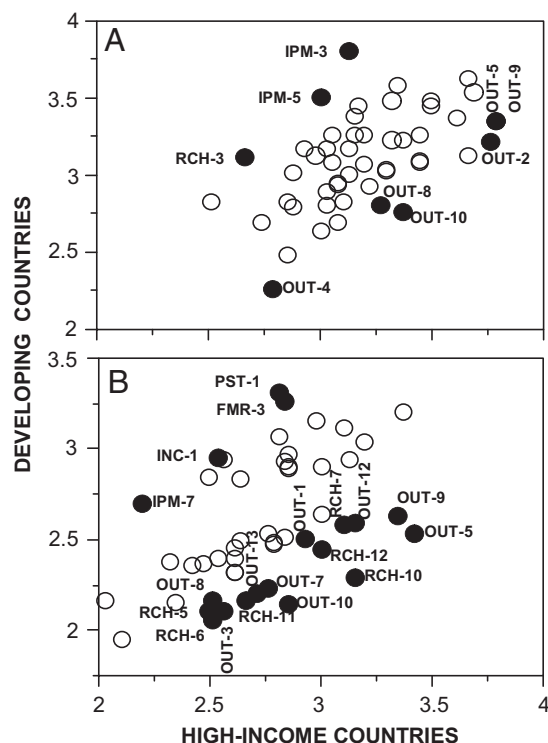 4
A
IPM-3
3.5
IPM-5
OUT-5
OUT-9
RCH-3
OUT-2
3
OUT-8
OUT-10
2.5
OUT-4
2
DEVELOPING COUNTRIES
3.5
B
PST-1
FMR-3
3
INC-1
IPM-7
OUT-1
RCH-7
OUT-12
OUT-9
2.5
OUT-5
OUT-13
RCH-12
OUT-8
OUT-7
RCH-10
RCH-5
OUT-10
RCH-11
2
RCH-6
OUT-3
2 2.5 3 3.5 4
HIGH-INCOME COUNTRIES